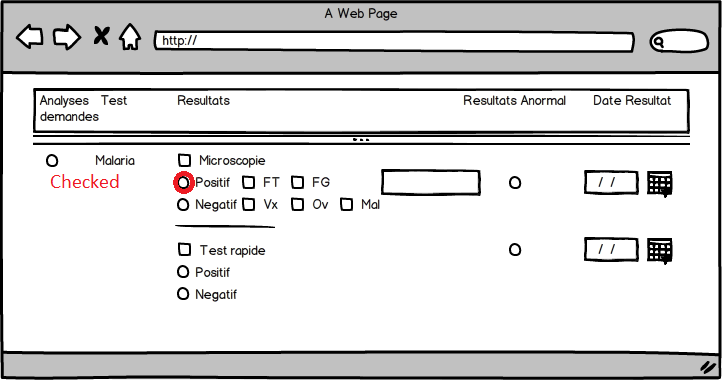 A Web Page
http://
Analyses Test Resultats Resultats Anormal Date Resultat
demandes
Malaria Microscopie
Checked Positif FT FG / /
Negatif Vx Ov Mal
Test rapide / /
Positif
Negatif